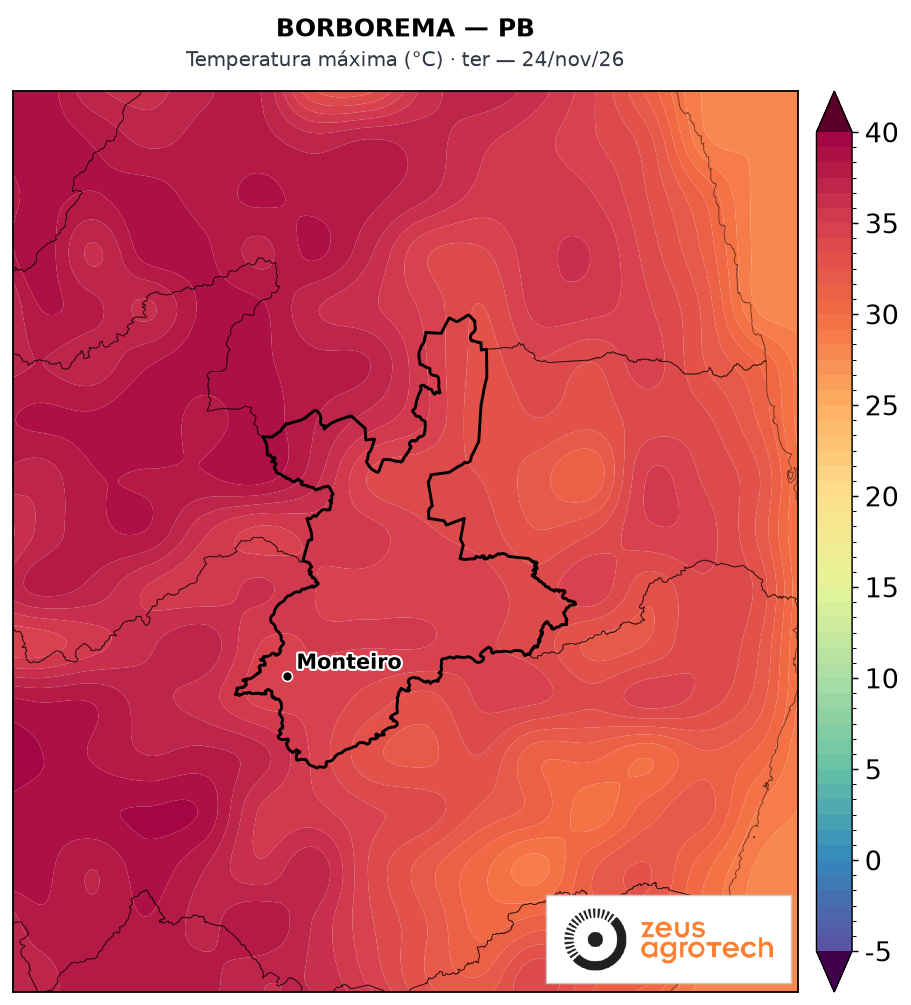 BORBOREMA — PB
Temperatura máxima (°C) · ter — 24/nov/26
40
35
30
25
20
15
10
5
0
-5
Monteiro
zeus
agrotech